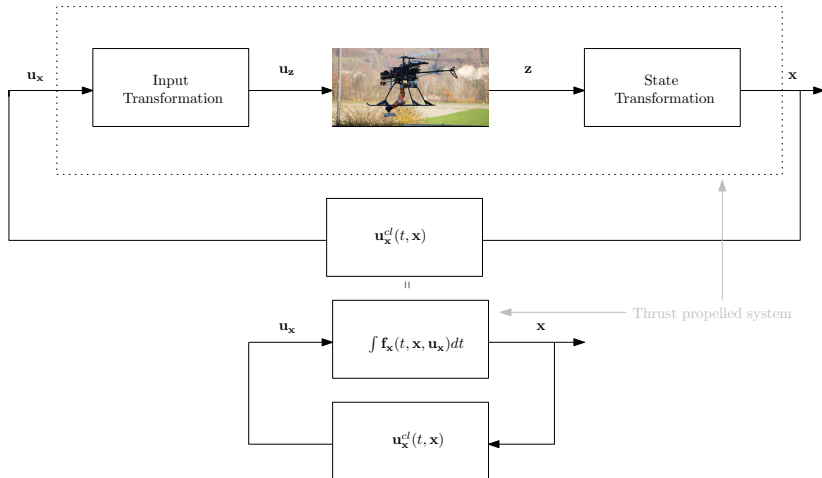 u_x
Input
Transformation
u_z
z
State
Transformation
x
u_x^{cl}(t, x)
=
u_x
∫ f_x(t, x, u_x)dt
x
Thrust propelled system
u_x^{cl}(t, x)